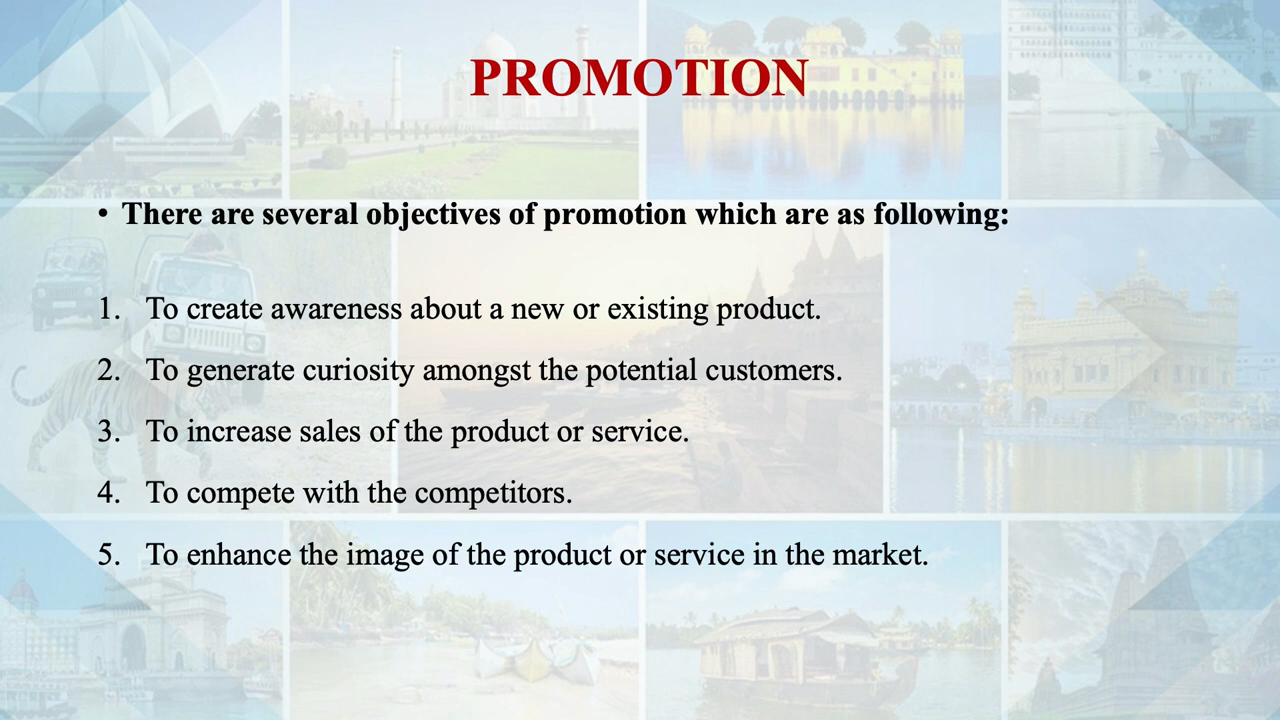 PROMOTION
• There are several objectives of promotion which are as following:
1. To create awareness about a new or existing product.
2. To generate curiosity amongst the potential customers.
3. To increase sales of the product or service.
4. To compete with the competitors.
5. To enhance the image of the product or service in the market.